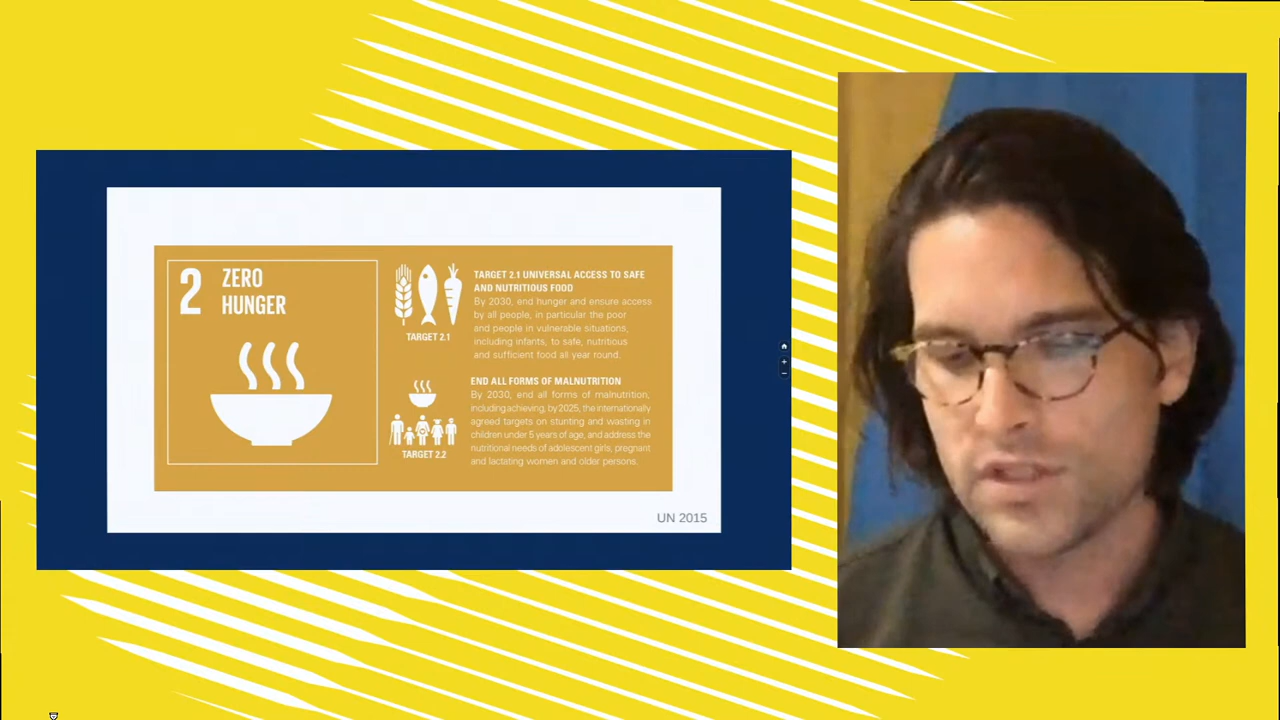 2 ZERO
HUNGER
TARGET 2.1
TARGET 2.1 UNIVERSAL ACCESS TO SAFE
AND NUTRITIOUS FOOD
By 2030, end hunger and ensure access
by all people, in particular the poor
and people in vulnerable situations,
including infants, to safe, nutritious
and sufficient food all year round.
TARGET 2.2
END ALL FORMS OF MALNUTRITION
By 2030, end all forms of malnutrition,
including achieving, by 2025, the internationally
agreed targets on stunting and wasting in
children under 5 years of age, and address the
nutritional needs of adolescent girls, pregnant
and lactating women and older persons.
UN 2015